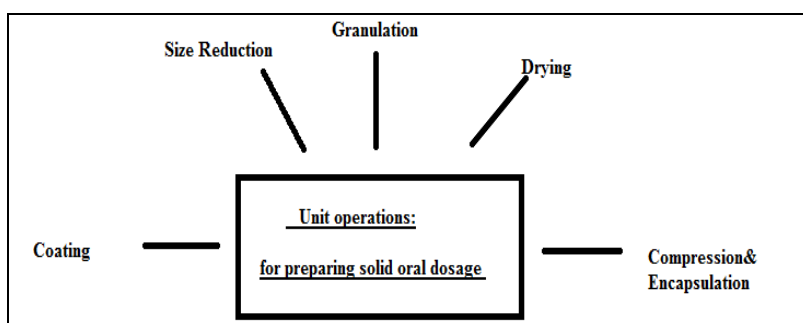 Granulation
Size Reduction
Drying
Unit operations:
for preparing solid oral dosage
Coating
Compression&
Encapsulation